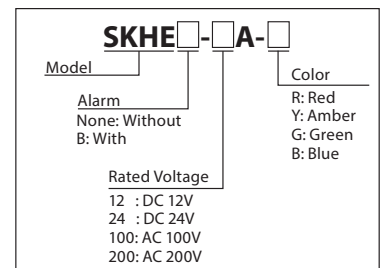 SKHE□-□A-□
Model
Color
Alarm
None: Without
B: With
R: Red
Y: Amber
G: Green
B: Blue
Rated Voltage
12 : DC 12V
24 : DC 24V
100: AC 100V
200: AC 200V